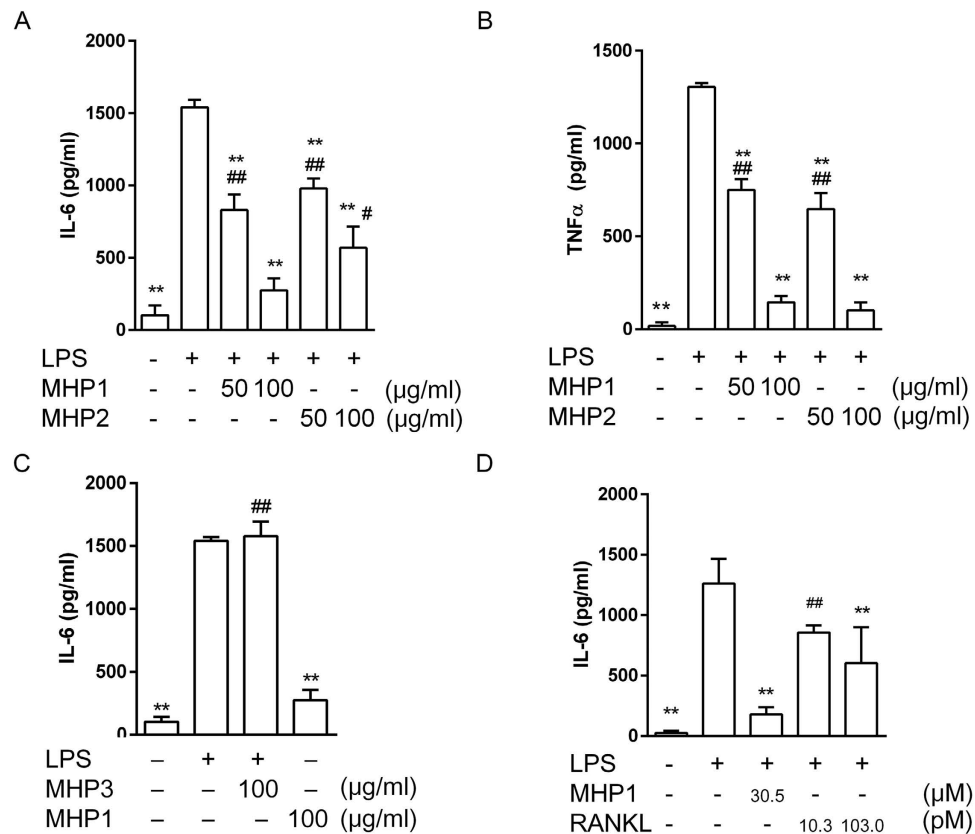 A
2000
1500
1000
500
0
IL-6 (pg/ml)
**
**
##
**
**
##
** #
LPS - + + + + +
MHP1 - - 50 100 - - (µg/ml)
MHP2 - - - - 50 100 (µg/ml)
B
1500
1000
500
0
TNFα (pg/ml)
**
**
##
**
**
##
**
LPS - + + + + +
MHP1 - - 50 100 - - (µg/ml)
MHP2 - - - - 50 100 (µg/ml)
C
2000
1500
1000
500
0
IL-6 (pg/ml)
**
##
**
LPS – + + –
MHP3 – – 100 – (µg/ml)
MHP1 – – – 100 (µg/ml)
D
2000
1500
1000
500
0
IL-6 (pg/ml)
**
**
##
**
LPS - + + + +
MHP1 - - 30.5 - - (µM)
RANKL - - - 10.3 103.0 (pM)